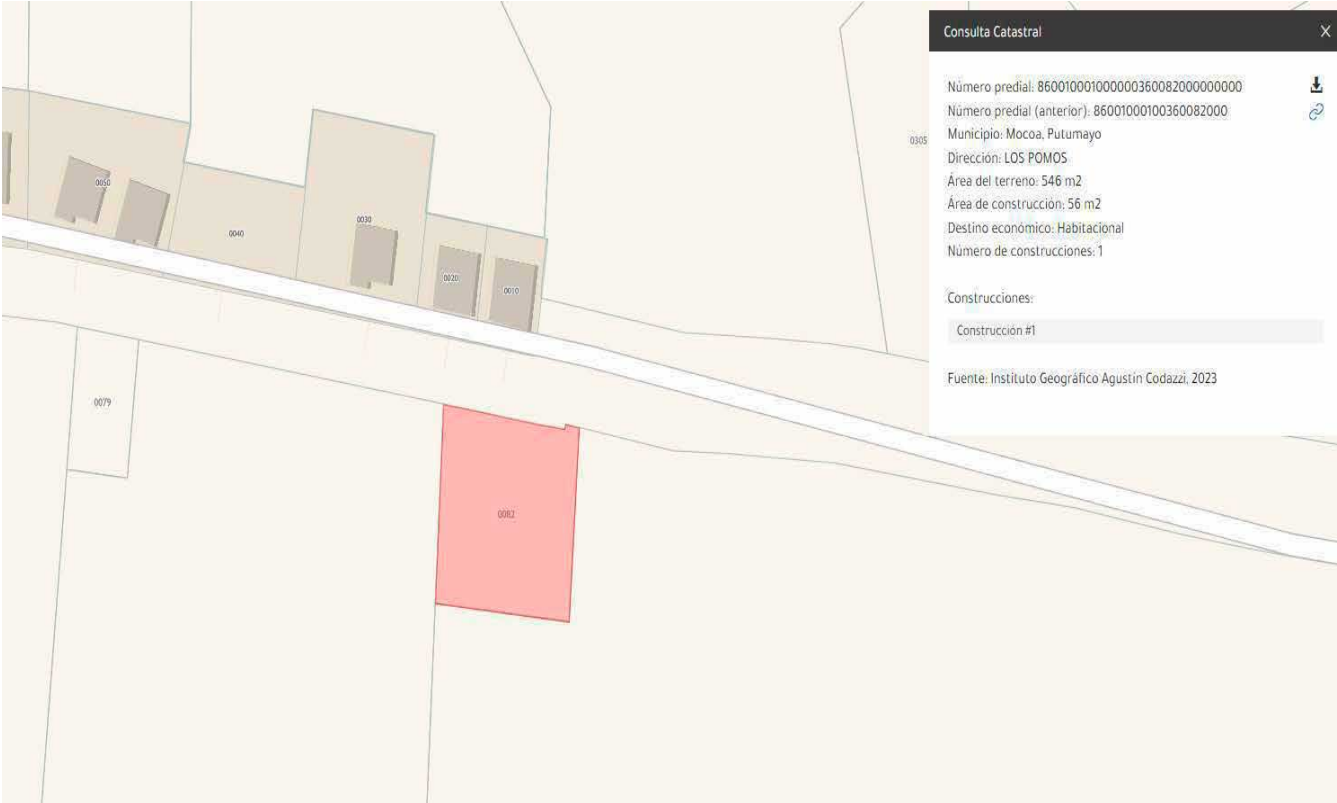 Consulta Catastral
X
Número predial: 860010001000000360082000000000
Número predial (anterior): 86001000100360082000
Municipio: Mocoa, Putumayo
Dirección: LOS POMOS
Área del terreno: 546 m2
Área de construcción: 56 m2
Destino económico: Habitacional
Número de construcciones: 1
Construcciones:
Construcción #1
Fuente: Instituto Geográfico Agustín Codazzi, 2023
0305
0050
0040
0030
0020
0010
0079
0082